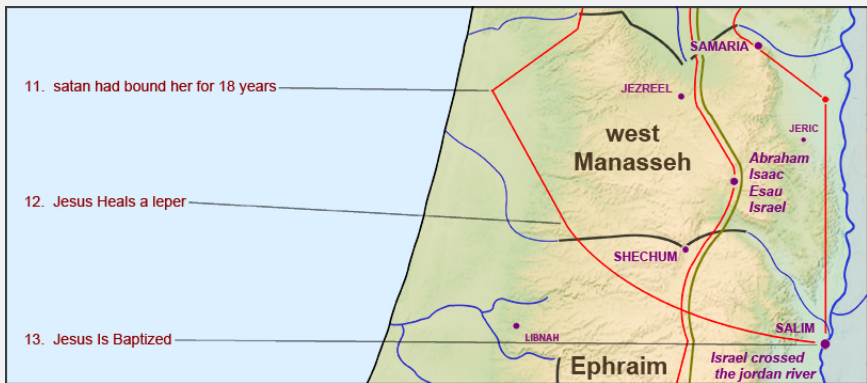 SAMARIA
11. satan had bound her for 18 years
JEZREEL
JERIC
west
Manasseh
Abraham
Isaac
Esau
Israel
12. Jesus Heals a leper
SHECHUM
13. Jesus Is Baptized
LIBNAH
SALIM
Ephraim
Israel crossed
the jordan river